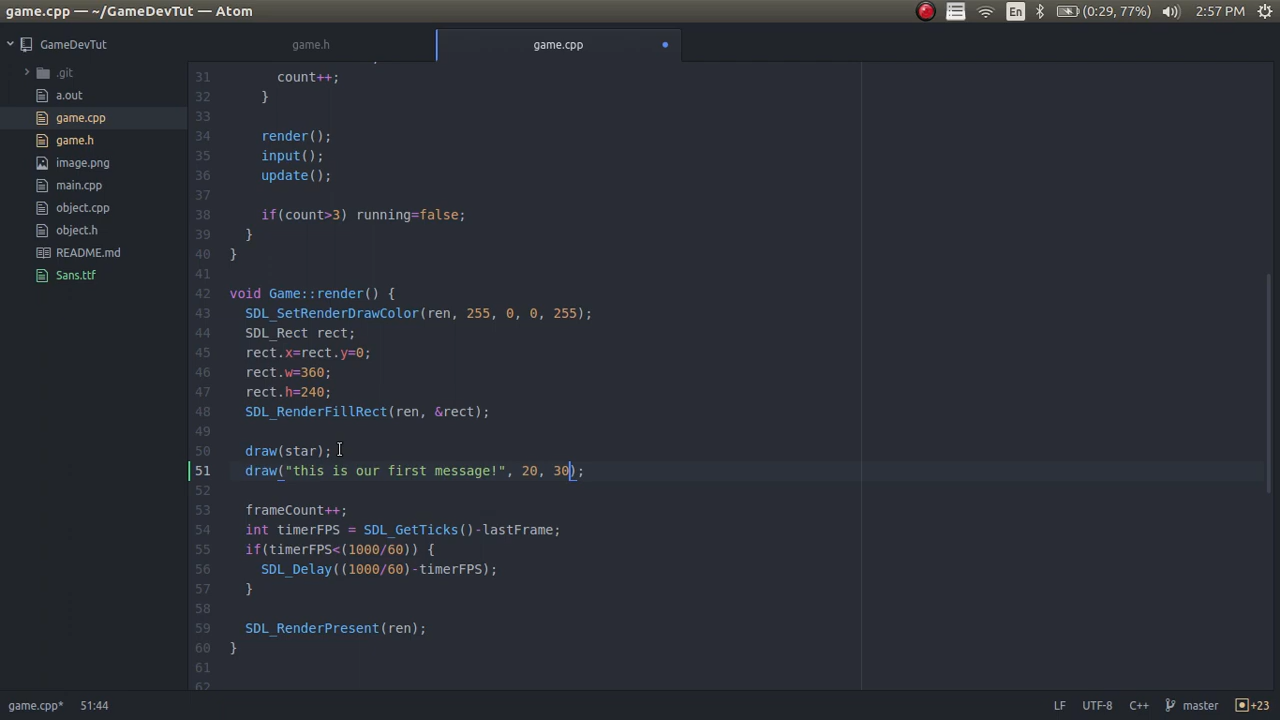 game.cpp — ~/GameDevTut — Atom
En
(0:29, 77%)
2:57 PM
GameDevTut
game.h
game.cpp
.git
a.out
game.cpp
game.h
image.png
main.cpp
object.cpp
object.h
README.md
Sans.ttf
31 count++;
32 }
33
34 render();
35 input();
36 update();
37
38 if(count>3) running=false;
39 }
40 }
41
42 void Game::render() {
43 SDL_SetRenderDrawColor(ren, 255, 0, 0, 255);
44 SDL_Rect rect;
45 rect.x=rect.y=0;
46 rect.w=360;
47 rect.h=240;
48 SDL_RenderFillRect(ren, &rect);
49
50 draw(star);
51 draw("this is our first message!", 20, 30);
52
53 frameCount++;
54 int timerFPS = SDL_GetTicks()-lastFrame;
55 if(timerFPS<(1000/60)) {
56 SDL_Delay((1000/60)-timerFPS);
57 }
58
59 SDL_RenderPresent(ren);
60 }
61
62
game.cpp* 51:44
LF UTF-8 C++ master +23